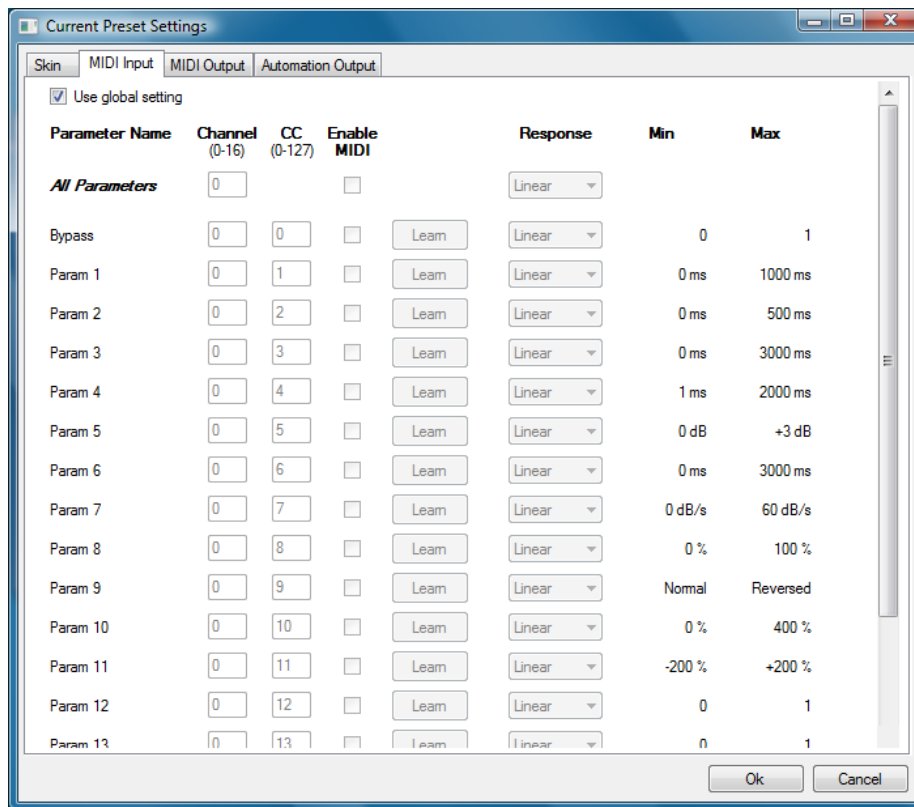 Current Preset Settings
Skin MIDI Input MIDI Output Automation Output
Use global setting
Parameter Name Channel CC Enable Response Min Max
(0-16) (0-127) MIDI
All Parameters 0 Linear
Bypass 0 0 Learn Linear 0 1
Param 1 0 1 Learn Linear 0 ms 1000 ms
Param 2 0 2 Learn Linear 0 ms 500 ms
Param 3 0 3 Learn Linear 0 ms 3000 ms
Param 4 0 4 Learn Linear 1 ms 2000 ms
Param 5 0 5 Learn Linear 0 dB +3 dB
Param 6 0 6 Learn Linear 0 ms 3000 ms
Param 7 0 7 Learn Linear 0 dB/s 60 dB/s
Param 8 0 8 Learn Linear 0 % 100 %
Param 9 0 9 Learn Linear Normal Reversed
Param 10 0 10 Learn Linear 0 % 400 %
Param 11 0 11 Learn Linear -200 % +200 %
Param 12 0 12 Learn Linear 0 1
Param 13 0 13 Learn Linear 0 1
Ok Cancel